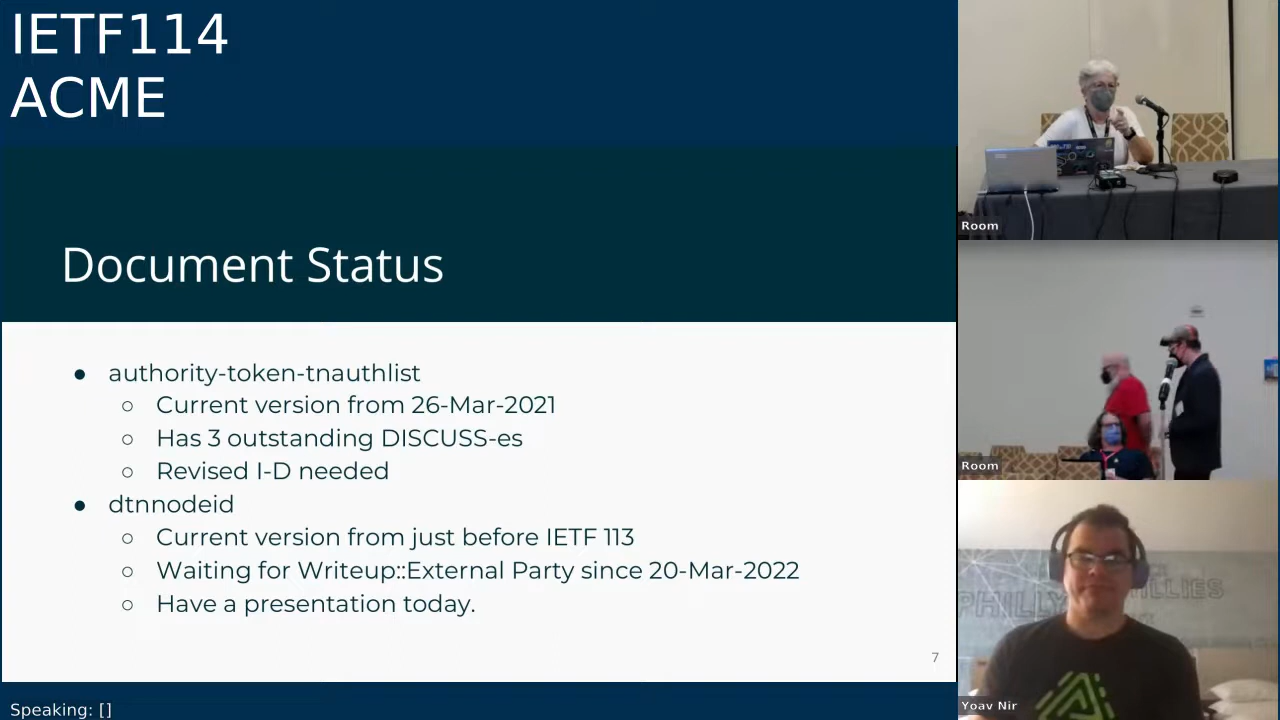 IETF114
ACME
Document Status
● authority-token-tnauthlist
○ Current version from 26-Mar-2021
○ Has 3 outstanding DISCUSS-es
○ Revised I-D needed
● dtnnodeid
○ Current version from just before IETF 113
○ Waiting for Writeup::External Party since 20-Mar-2022
○ Have a presentation today.
7
Speaking: []
Room
Room
PHILLY
PHILLIES
Yoav Nir